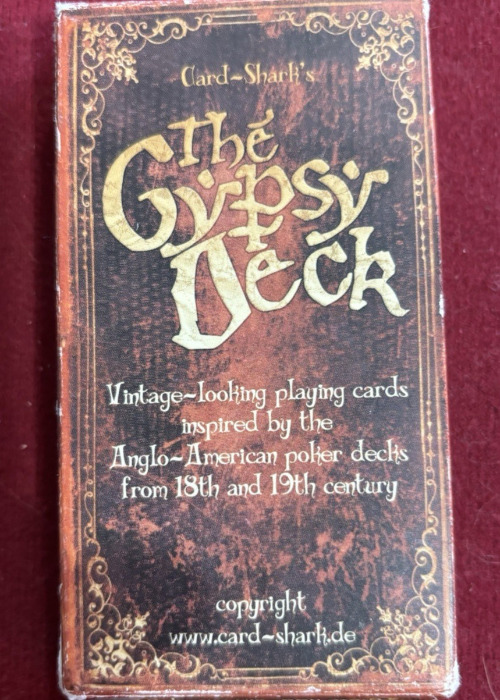 Card-Shark's
The
Gypsy
Deck
Vintage-looking playing cards
inspired by the
Anglo-American poker decks
from 18th and 19th century
copyright
www.card-shark.de